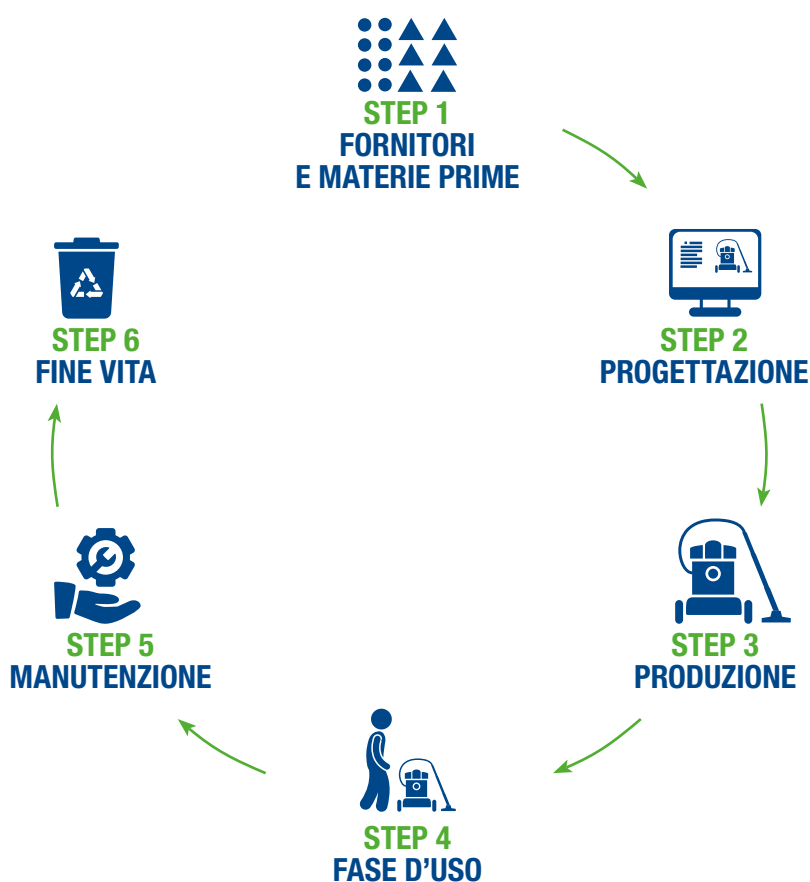 STEP 1
FORNITORI
E MATERIE PRIME
STEP 2
PROGETTAZIONE
STEP 3
PRODUZIONE
STEP 4
FASE D'USO
STEP 5
MANUTENZIONE
STEP 6
FINE VITA